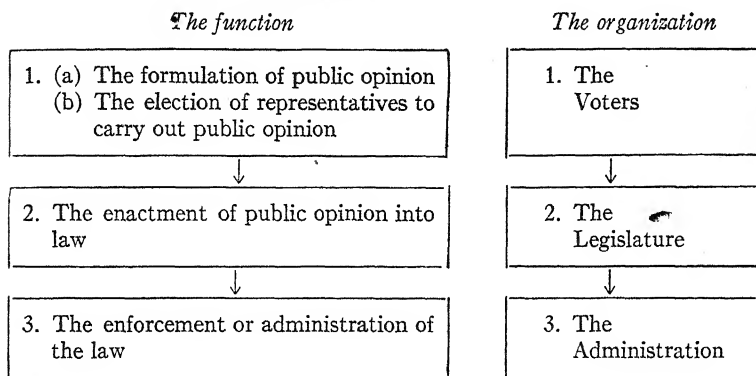 The function
1. (a) The formulation of public opinion
(b) The election of representatives to
carry out public opinion
2. The enactment of public opinion into
law
3. The enforcement or administration of
the law
The organization
1. The
Voters
2. The
Legislature
3. The
Administration